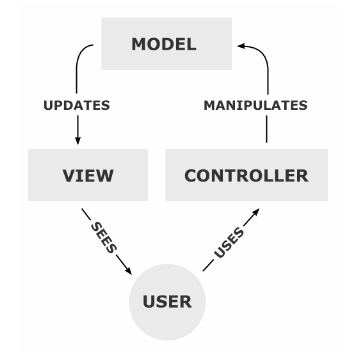 MODEL
UPDATES
MANIPULATES
VIEW
CONTROLLER
SEES
USES
USER